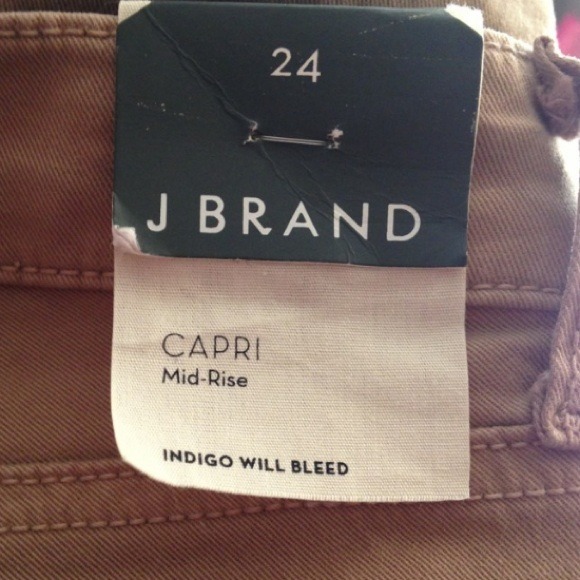 24
J BRAND
CAPRI
Mid-Rise
INDIGO WILL BLEED